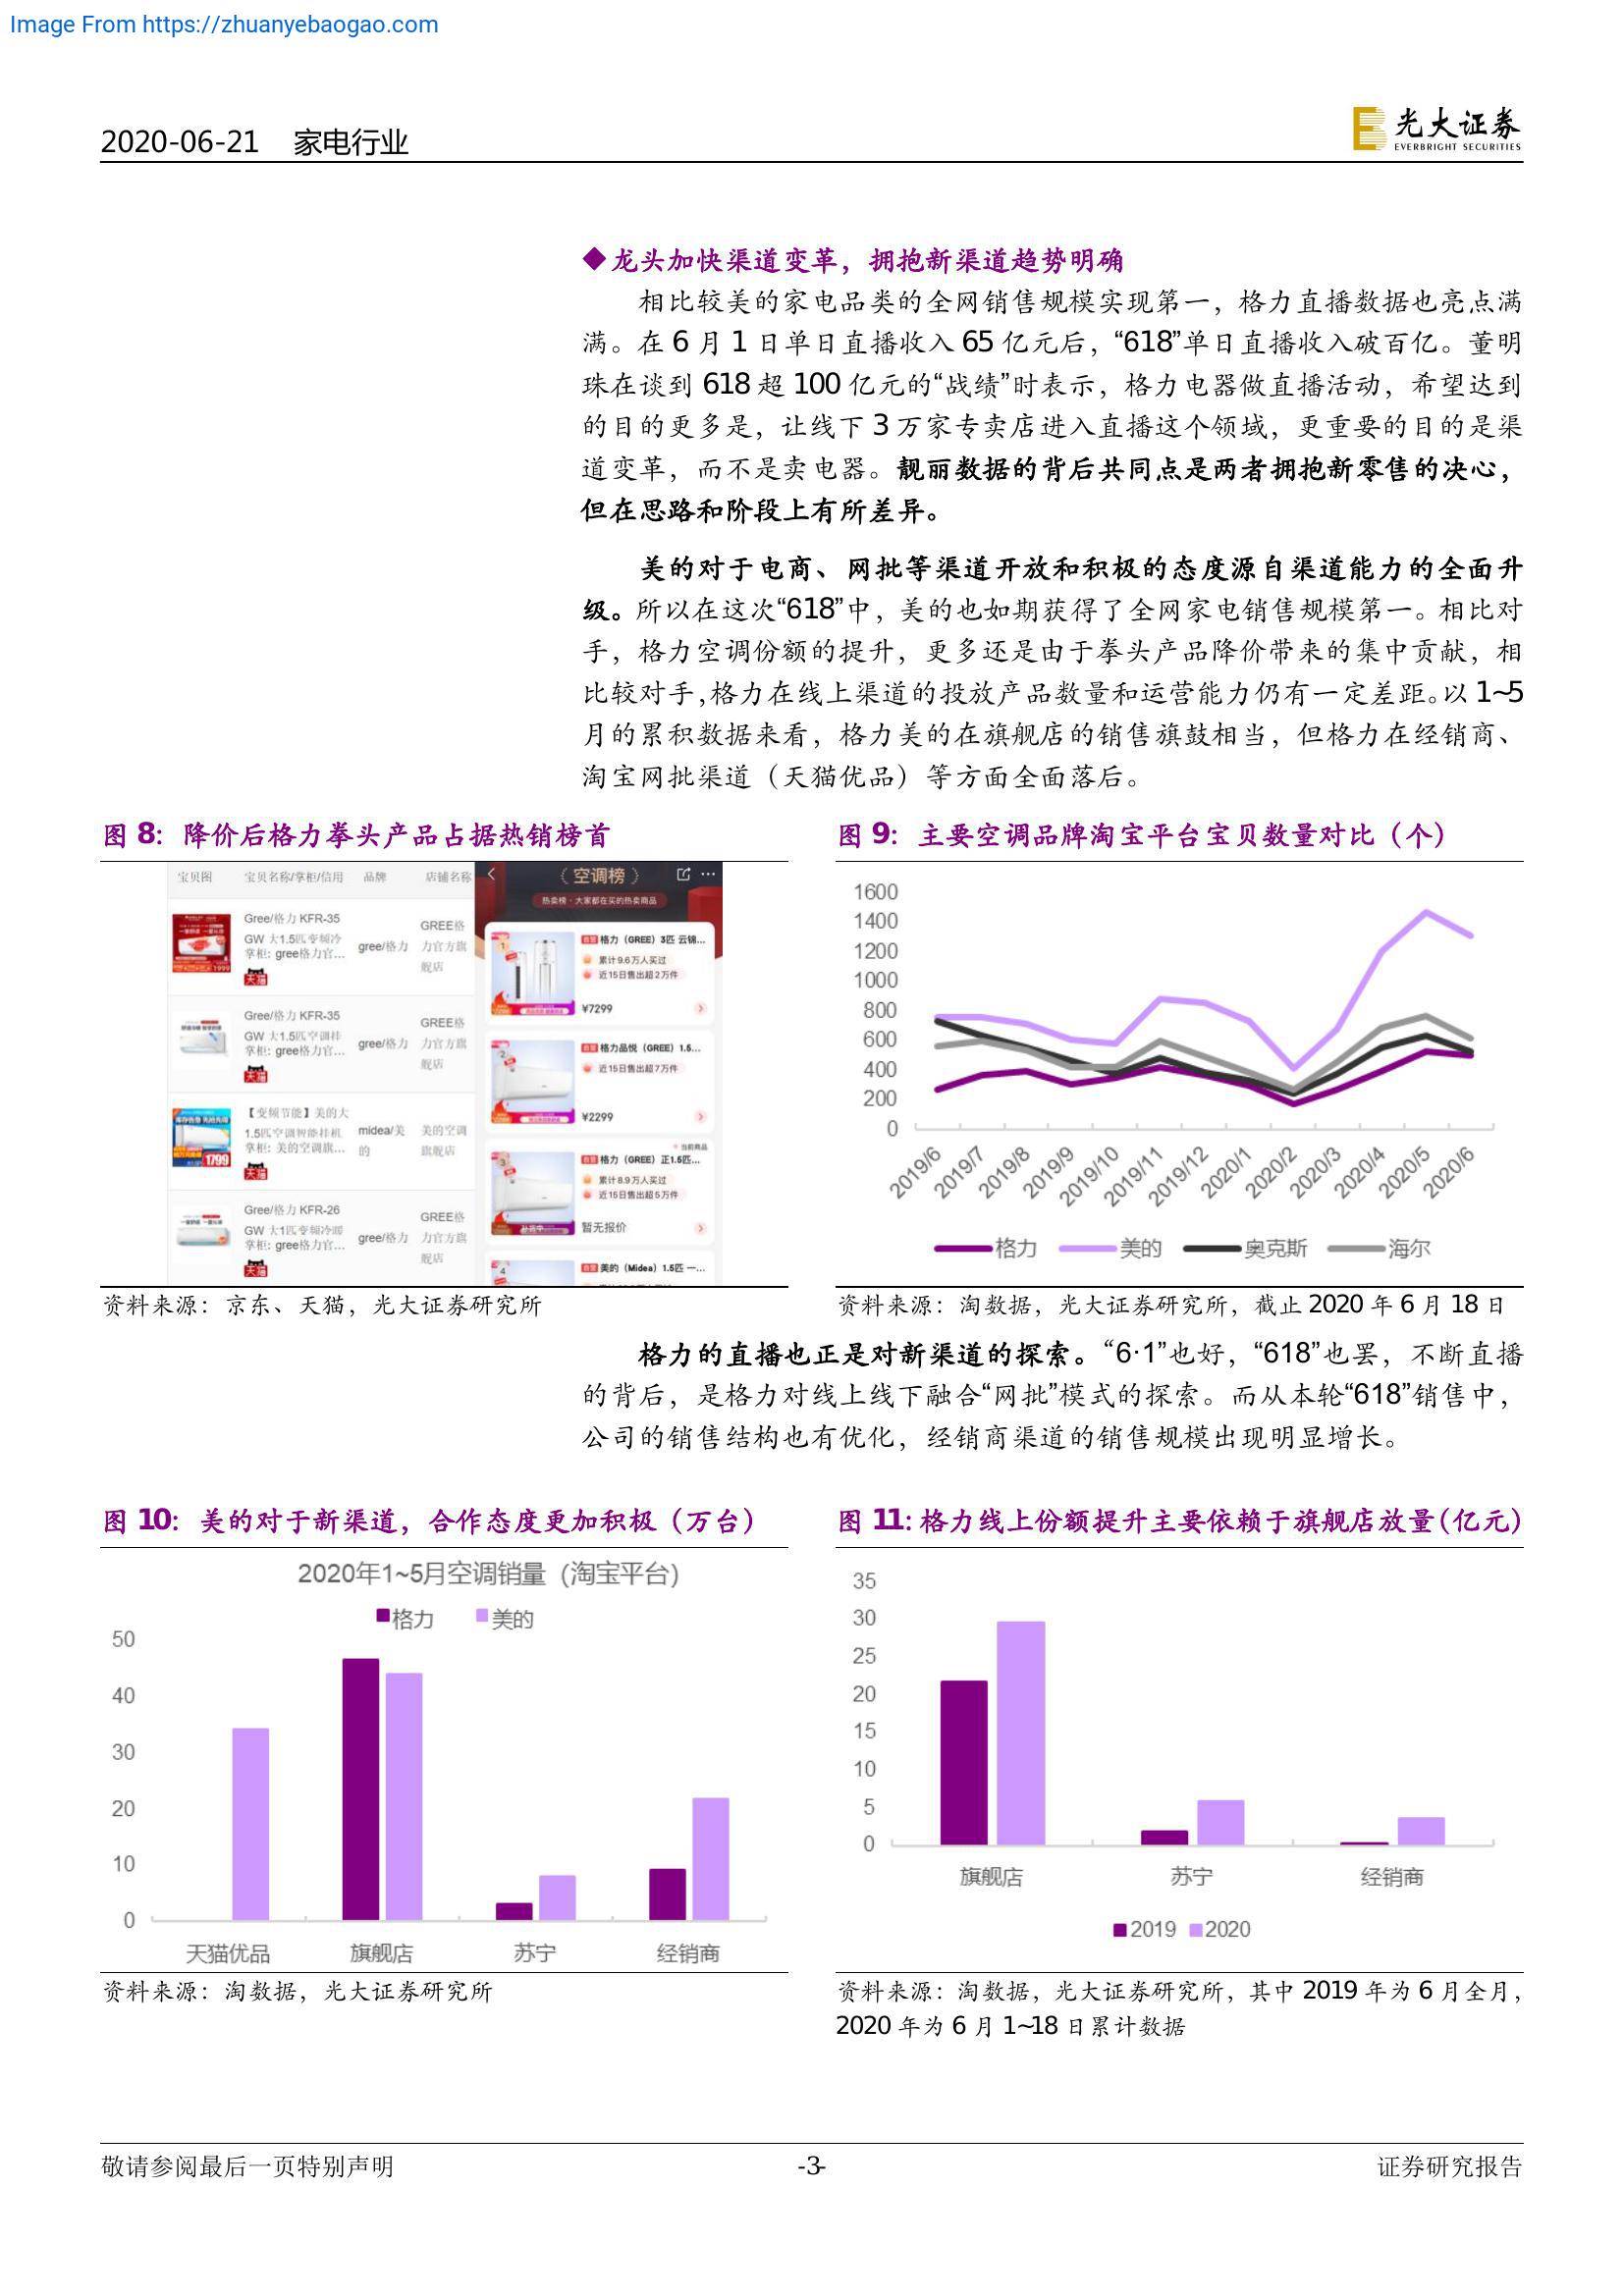 Image From https://zhuanyebaogao.com
2020-06-21 家电行业
光大证券
EVERBRIGHT SECURITIES
◆龙头加快渠道变革，拥抱新渠道趋势明确
相比较美的家电品类的全网销售规模实现第一，格力直播数据也亮点满
满。在 6 月 1 日单日直播收入 65 亿元后，“618”单日直播收入破百亿。董明
珠在谈到 618 超 100 亿元的“战绩”时表示，格力电器做直播活动，希望达到
的目的更多是，让线下 3 万家专卖店进入直播这个领域，更重要的目的是渠
道变革，而不是卖电器。靓丽数据的背后共同点是两者拥抱新零售的决心，
但在思路和阶段上有所差异。
美的对于电商、网批等渠道开放和积极的态度源自渠道能力的全面升
级。所以在这次“618”中，美的也如期获得了全网家电销售规模第一。相比对
手，格力空调份额的提升，更多还是由于拳头产品降价带来的集中贡献，相
比较对手，格力在线上渠道的投放产品数量和运营能力仍有一定差距。以 1~5
月的累积数据来看，格力美的在旗舰店的销售旗鼓相当，但格力在经销商、
淘宝网批渠道（天猫优品）等方面全面落后。
图 8：降价后格力拳头产品占据热销榜首
宝贝图 宝贝名称/掌柜/信用 品牌 店铺名称
Gree/格力 KFR-35
GW 大1.5匹变频冷
掌柜: gree格力官...
天猫
gree/格力
GREE格
力官方旗
舰店
1999
Gree/格力 KFR-35
GW 大1.5匹空调挂
掌柜: gree格力官...
天猫
gree/格力
GREE格
力官方旗
舰店
【变频节能】美的大
1.5匹空调智能挂机
掌柜: 美的空调旗...
天猫
midea/美
的
美的空调
旗舰店
1799
Gree/格力 KFR-26
GW 大1匹变频冷暖
掌柜: gree格力官...
天猫
gree/格力
GREE格
力官方旗
舰店
空调榜
热卖榜·大家都在买的热卖商品
1
自营 格力（GREE）3匹 云锦...
累计9.6万人买过
近15日售出超2万件
¥7299
2
自营 格力品悦（GREE）1.5...
近15日售出超7万件
¥2299
当前商品
3
自营 格力（GREE）正1.5匹...
累计8.9万人买过
近15日售出超5万件
暂无报价
补货中
4
自营 美的（Midea）1.5匹 一...
资料来源：京东、天猫，光大证券研究所
图 9：主要空调品牌淘宝平台宝贝数量对比（个）
1600
1400
1200
1000
800
600
400
200
0
2019/6 2019/7 2019/8 2019/9 2019/10 2019/11 2019/12 2020/1 2020/2 2020/3 2020/4 2020/5 2020/6
格力 美的 奥克斯 海尔
资料来源：淘数据，光大证券研究所，截止 2020 年 6 月 18 日
格力的直播也正是对新渠道的探索。“6·1”也好，“618”也罢，不断直播
的背后，是格力对线上线下融合“网批”模式的探索。而从本轮“618”销售中，
公司的销售结构也有优化，经销商渠道的销售规模出现明显增长。
图 10：美的对于新渠道，合作态度更加积极（万台）
2020年1~5月空调销量（淘宝平台）
格力 美的
50
40
30
20
10
0
天猫优品 旗舰店 苏宁 经销商
资料来源：淘数据，光大证券研究所
图 11：格力线上份额提升主要依赖于旗舰店放量（亿元）
35
30
25
20
15
10
5
0
旗舰店 苏宁 经销商
2019 2020
资料来源：淘数据，光大证券研究所，其中 2019 年为 6 月全月，
2020 年为 6 月 1~18 日累计数据
敬请参阅最后一页特别声明
-3-
证券研究报告